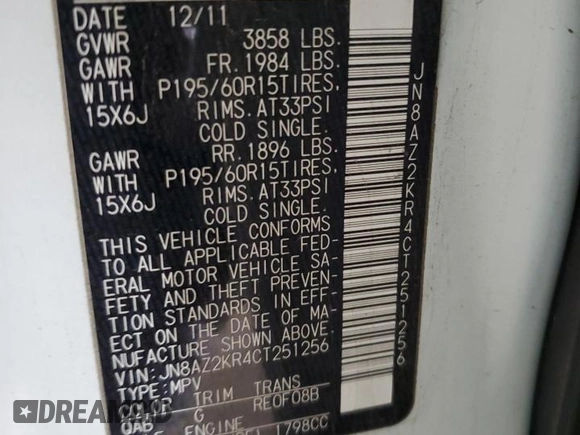 DATE 12/11
GVWR 3858 LBS.
GAWR FR. 1984 LBS.
WITH P195/60R15TIRES,
15X6J RIMS. AT33PSI
COLD SINGLE.
GAWR RR. 1896 LBS.
WITH P195/60R15TIRES,
15X6J RIMS. AT33PSI
COLD SINGLE.
THIS VEHICLE CONFORMS
TO ALL APPLICABLE FED-
ERAL MOTOR VEHICLE SA-
FETY AND THEFT PREVEN-
TION STANDARDS IN EFF-
ECT ON THE DATE OF MA-
NUFACTURE SHOWN ABOVE.
VIN:JN8AZ2KR4CT251256
TYPE:MPV
COLOR TRIM TRANS
QAB G RE0F08B
ENGINE
1798CC
JN8AZ2KR4CT251256
DREAM